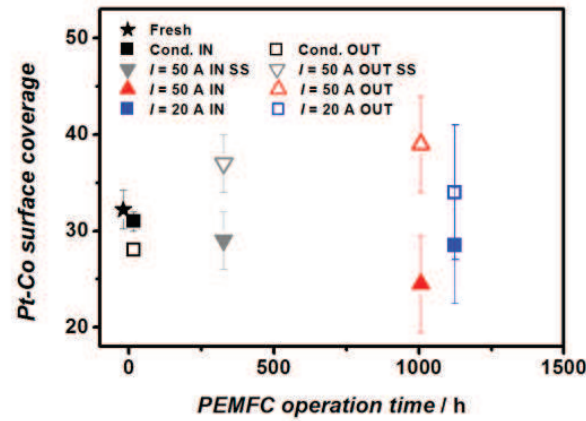 50
40
30
20
Pt-Co surface coverage
Fresh
Cond. IN Cond. OUT
I = 50 A IN SS I = 50 A OUT SS
I = 50 A IN I = 50 A OUT
I = 20 A IN I = 20 A OUT
0 500 1000 1500
PEMFC operation time / h